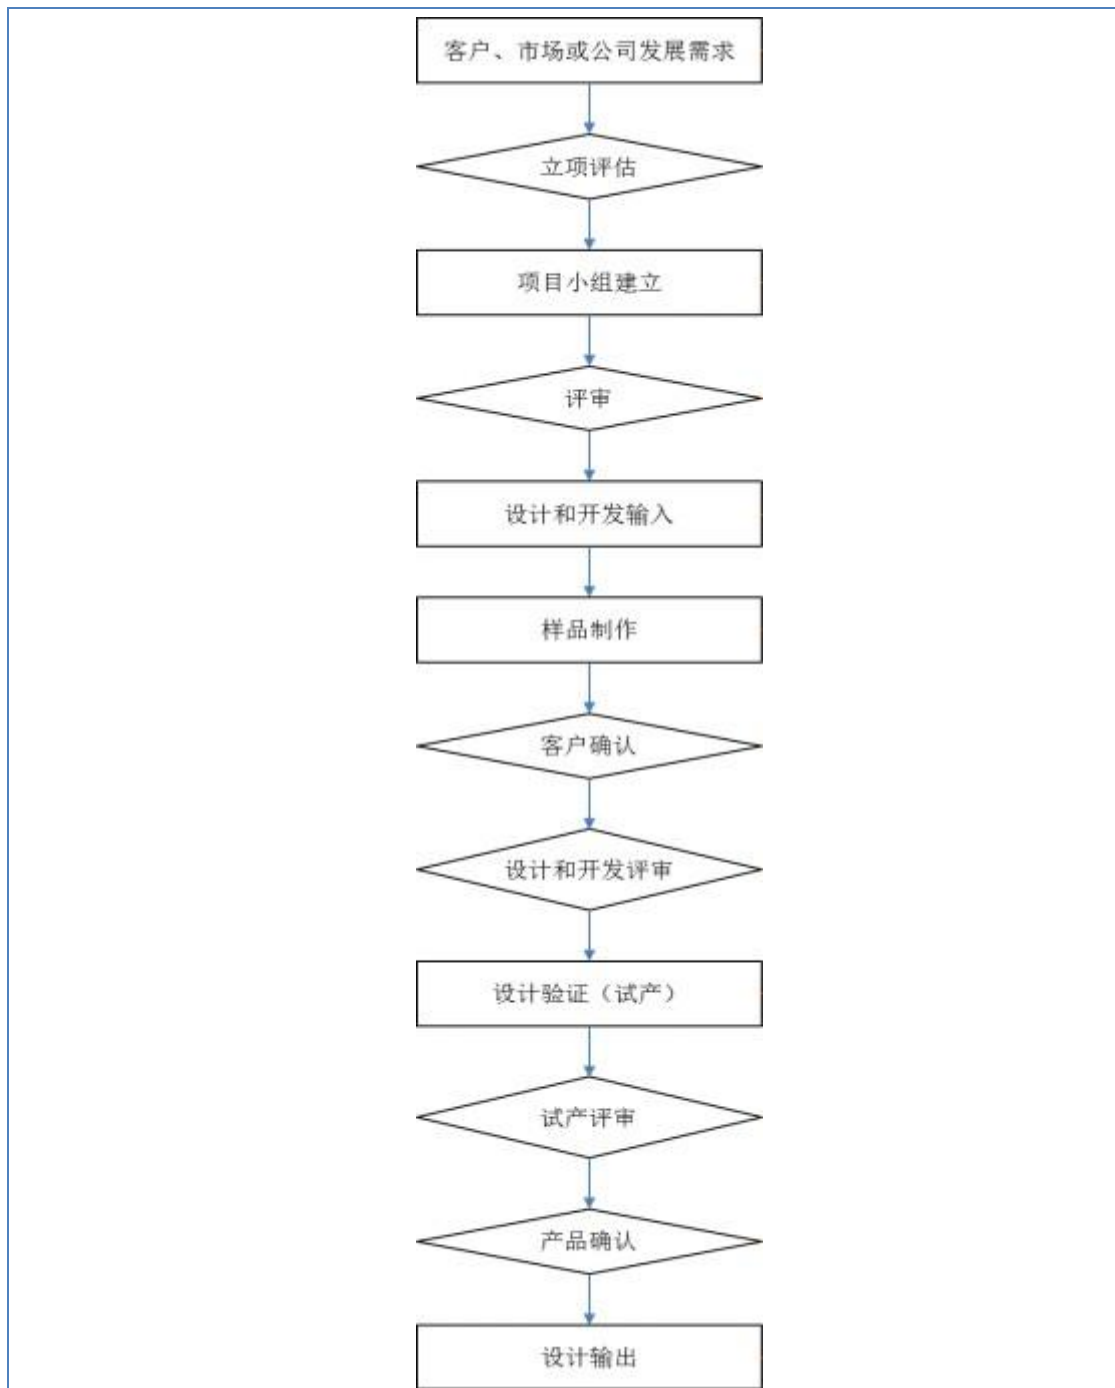 客户、市场或公司发展需求
立项评估
项目小组建立
评审
设计和开发输入
样品制作
客户确认
设计和开发评审
设计验证（试产）
试产评审
产品确认
设计输出